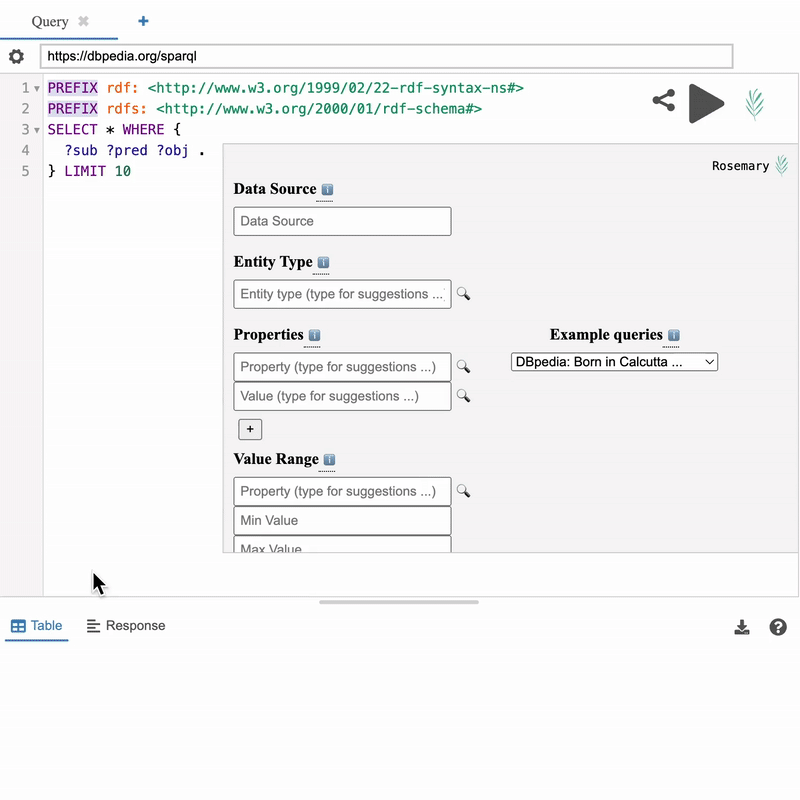 Query
https://dbpedia.org/sparql
1 PREFIX rdf: <http://www.w3.org/1999/02/22-rdf-syntax-ns#>
2 PREFIX rdfs: <http://www.w3.org/2000/01/rdf-schema#>
3 SELECT * WHERE {
4 ?sub ?pred ?obj .
5 } LIMIT 10
Rosemary
Data Source
Data Source
Entity Type
Entity type (type for suggestions ...
Properties
Property (type for suggestions ...)
Value (type for suggestions ...)
+
Example queries
DBpedia: Born in Calcutta ...
Value Range
Property (type for suggestions ...)
Min Value
Max Value
Table
Response